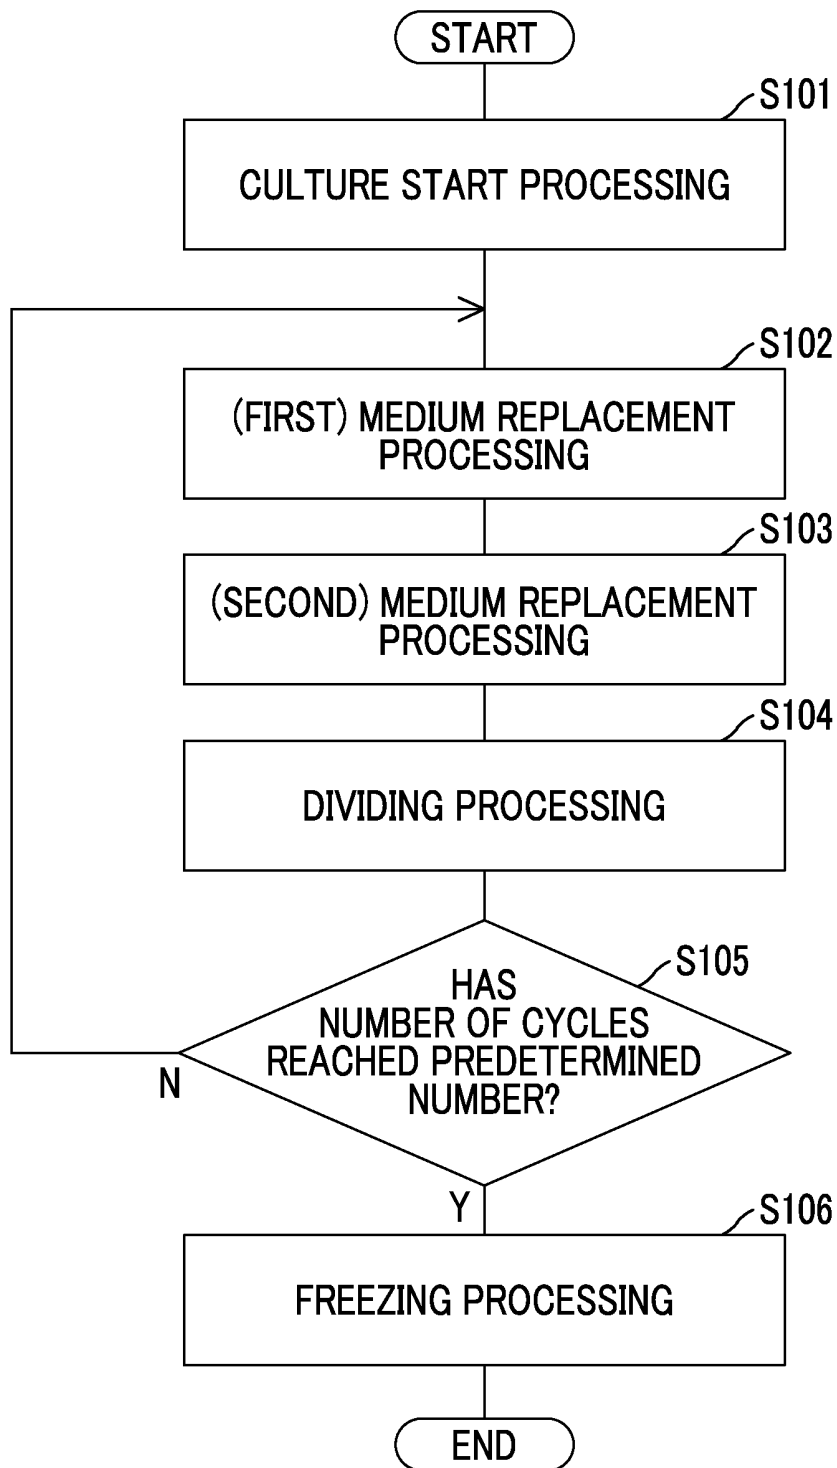 START
S101
CULTURE START PROCESSING
S102
(FIRST) MEDIUM REPLACEMENT
PROCESSING
S103
(SECOND) MEDIUM REPLACEMENT
PROCESSING
S104
DIVIDING PROCESSING
S105
HAS
NUMBER OF CYCLES
REACHED PREDETERMINED
NUMBER?
N
Y
S106
FREEZING PROCESSING
END